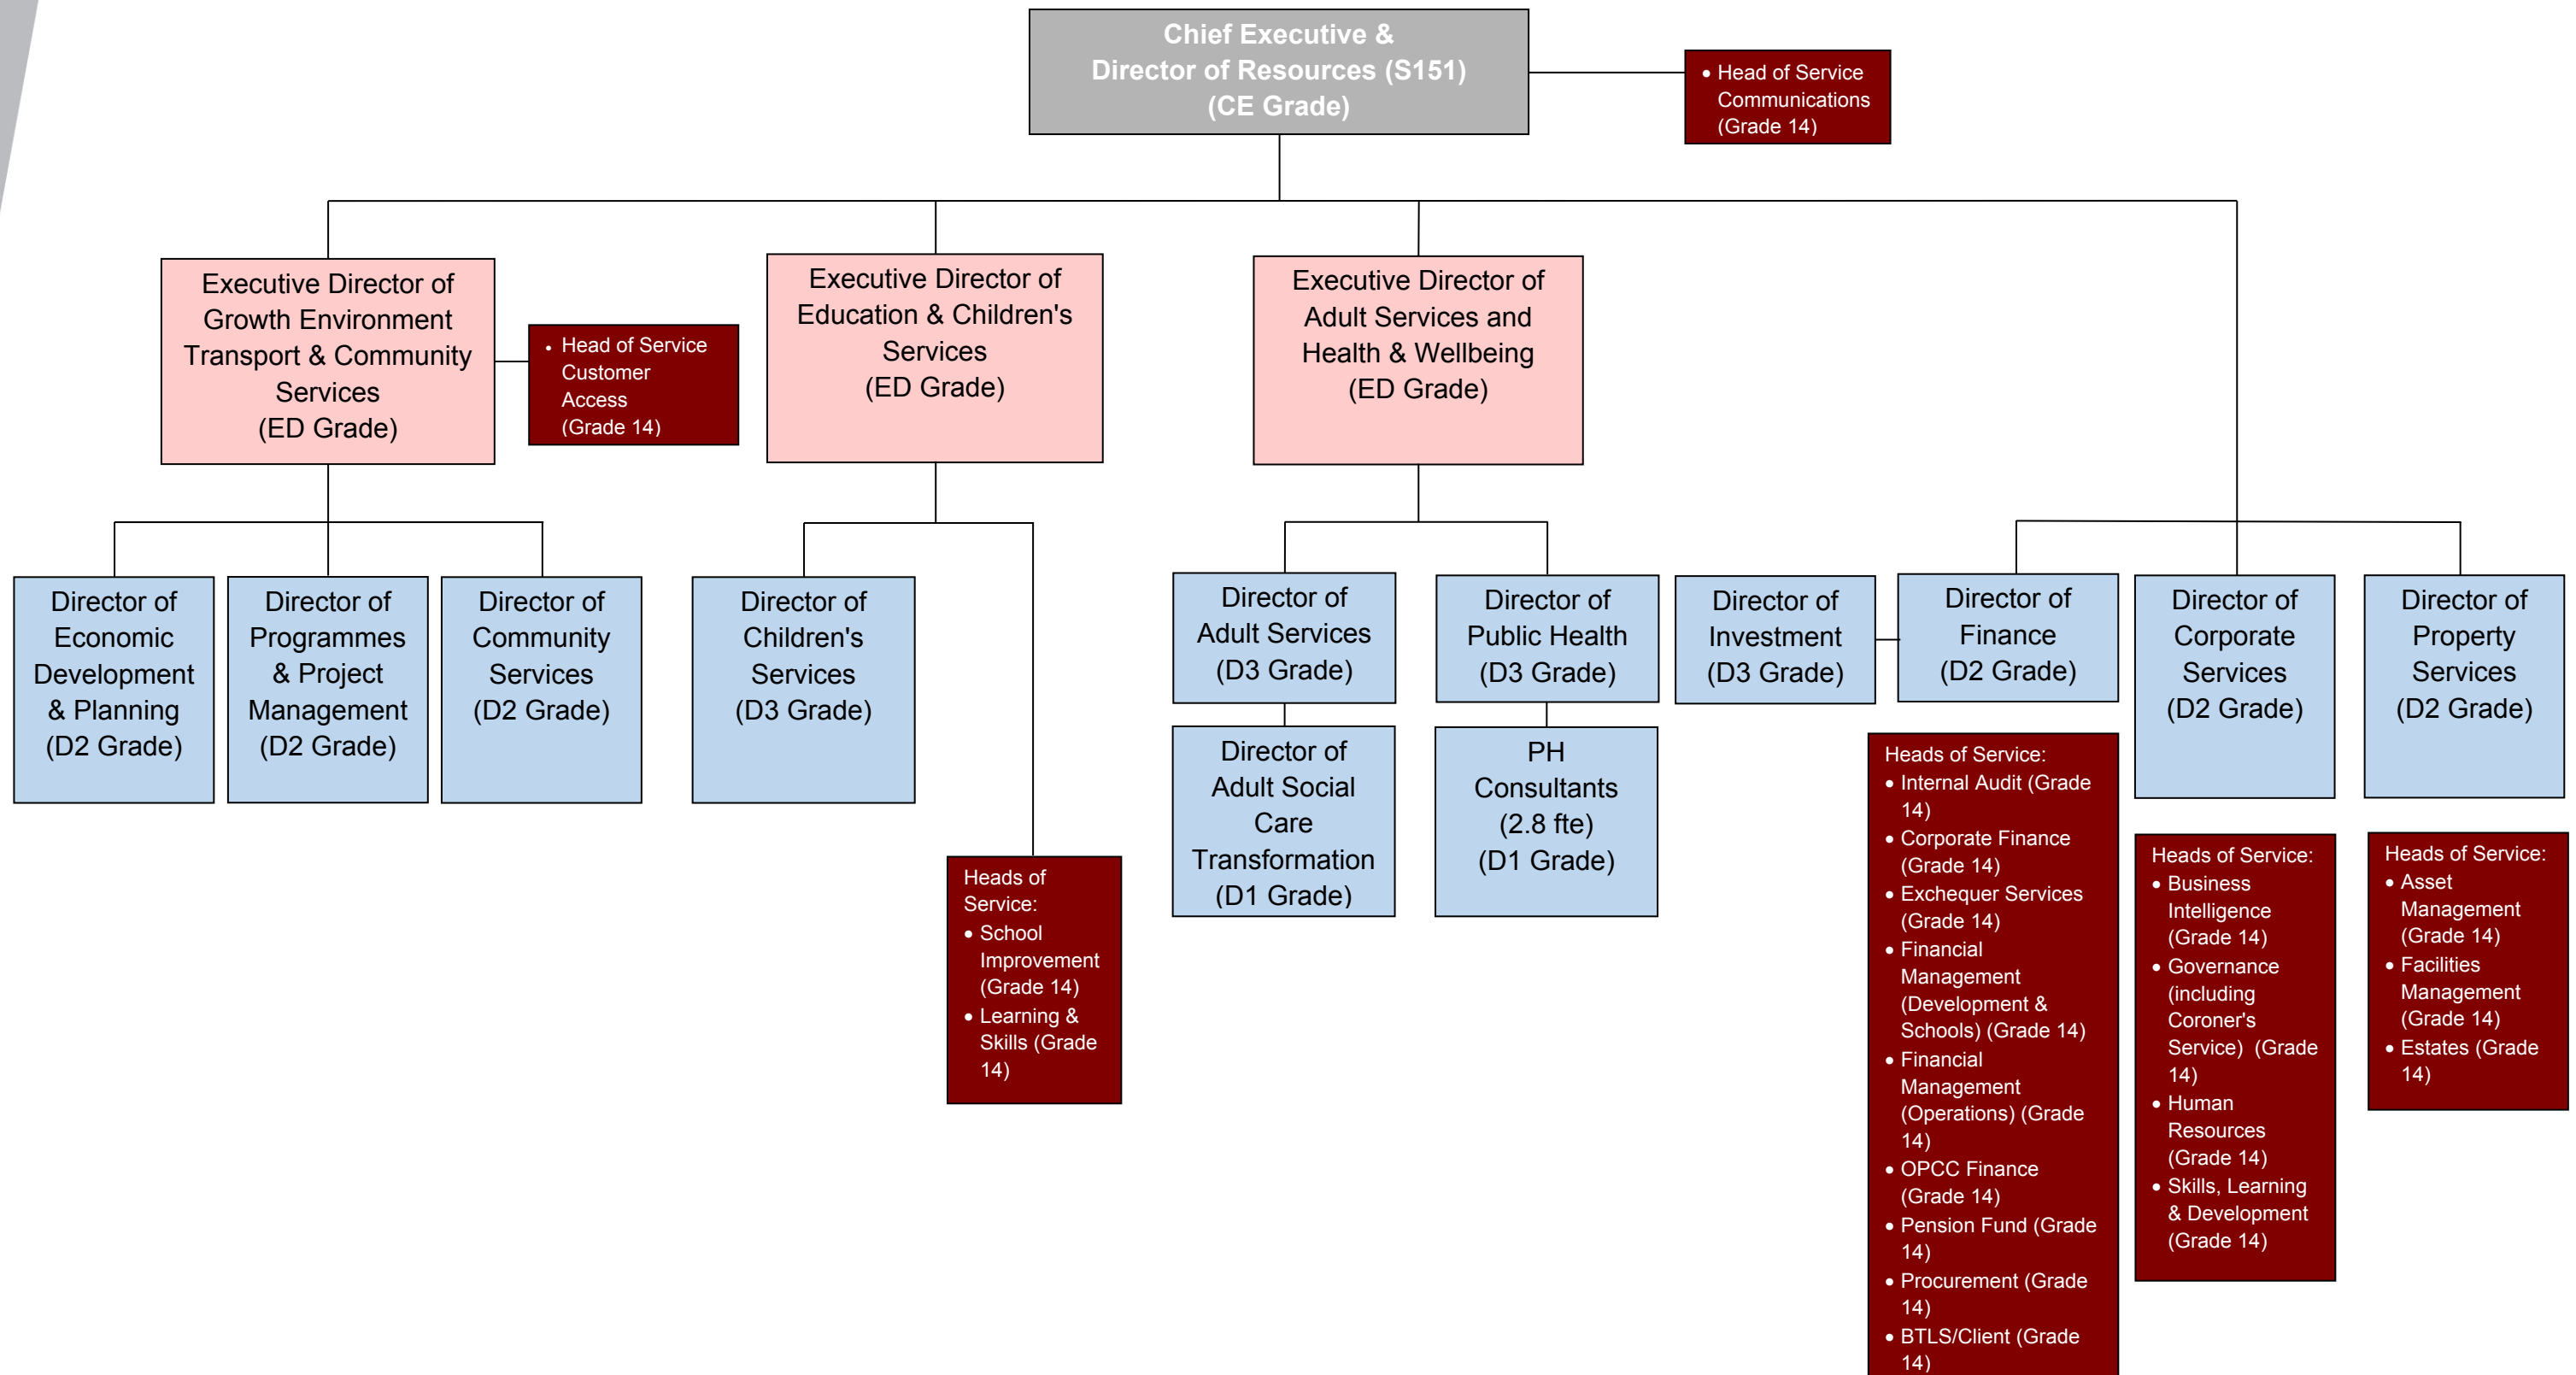 Chief Executive &
Director of Resources (S151)
(CE Grade)
• Head of Service
Communications
(Grade 14)
Executive Director of
Growth Environment
Transport & Community
Services
(ED Grade)
• Head of Service
Customer
Access
(Grade 14)
Executive Director of
Education & Children's
Services
(ED Grade)
Executive Director of
Adult Services and
Health & Wellbeing
(ED Grade)
Director of
Economic
Development
& Planning
(D2 Grade)
Director of
Programmes
& Project
Management
(D2 Grade)
Director of
Community
Services
(D2 Grade)
Director of
Children's
Services
(D3 Grade)
Director of
Adult Services
(D3 Grade)
Director of
Public Health
(D3 Grade)
Director of
Investment
(D3 Grade)
Director of
Finance
(D2 Grade)
Director of
Corporate
Services
(D2 Grade)
Director of
Property
Services
(D2 Grade)
Director of
Adult Social
Care
Transformation
(D1 Grade)
PH
Consultants
(2.8 fte)
(D1 Grade)
Heads of
Service:
• School
Improvement
(Grade 14)
• Learning &
Skills (Grade
14)
Heads of Service:
• Internal Audit (Grade
14)
• Corporate Finance
(Grade 14)
• Exchequer Services
(Grade 14)
• Financial
Management
(Development &
Schools) (Grade 14)
• Financial
Management
(Operations) (Grade
14)
• OPCC Finance
(Grade 14)
• Pension Fund (Grade
14)
• Procurement (Grade
14)
• BTLS/Client (Grade
14)
Heads of Service:
• Business
Intelligence
(Grade 14)
• Governance
(including
Coroner's
Service) (Grade
14)
• Human
Resources
(Grade 14)
• Skills, Learning
& Development
(Grade 14)
Heads of Service:
• Asset
Management
(Grade 14)
• Facilities
Management
(Grade 14)
• Estates (Grade
14)